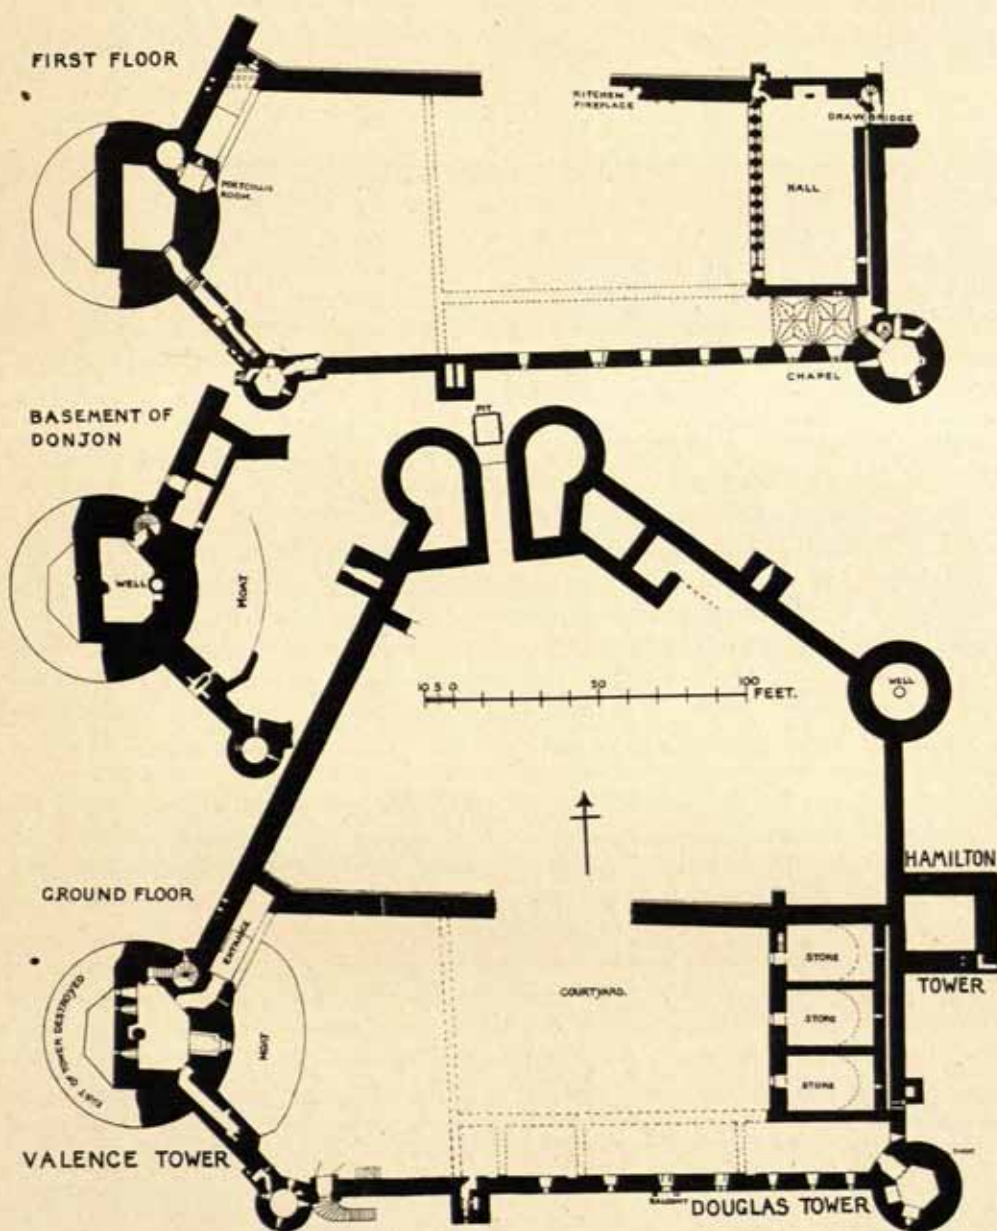 FIRST FLOOR
KITCHEN
FIREPLACE
DRAWBRIDGE
PORTCULLIS
ROOM.
HALL
CHAPEL
BASEMENT OF
DONJON
PIT
WELL
MOAT
10 5 0 50 100
FEET.
WELL
HAMILTON
TOWER
GROUND FLOOR
ENTRANCE
STORE
COURTYARD.
STORE
STORE
MOAT
PART OF TOWER DESTROYED
VALENCE TOWER
DOUGLAS TOWER